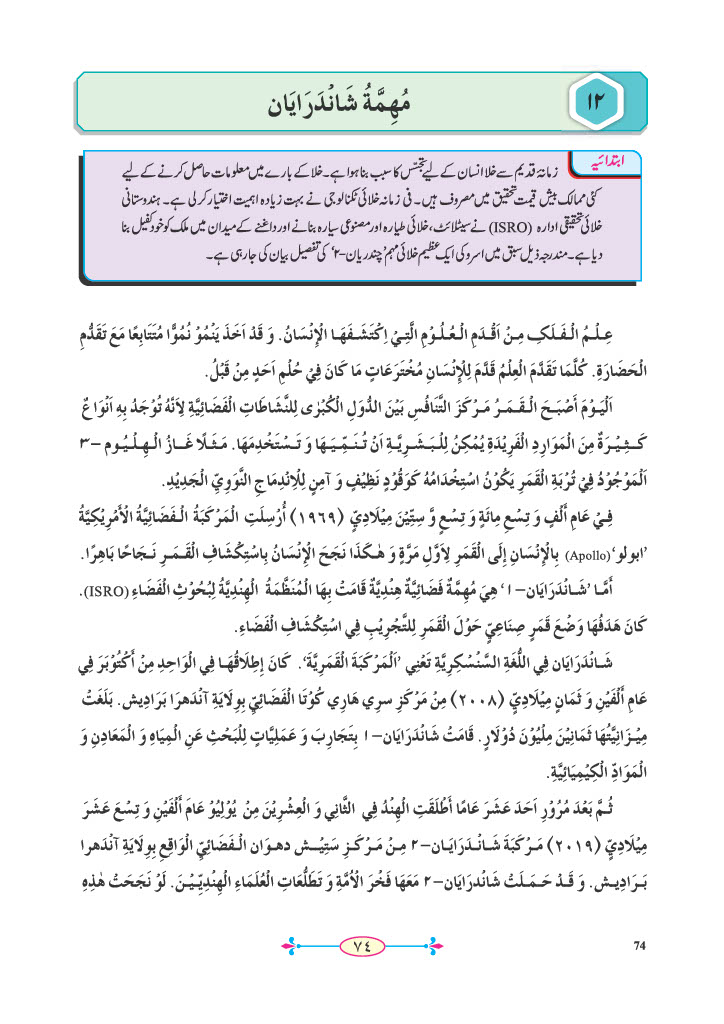 ١٢
مُهِمَّةُ شَانْدَرَايَان
ابتدائیہ
زمانۂ قدیم سے خلا انسان کے لیے تجسّس کا سبب بنا ہوا ہے۔ خلا کے بارے میں معلومات حاصل کرنے کے لیے
کئی ممالک بیش قیمت تحقیق میں مصروف ہیں۔ فی زمانہ خلائی ٹکنالوجی نے بہت زیادہ اہمیت اختیار کرلی ہے۔ ہندوستانی
خلائی تحقیقی ادارہ (ISRO) نے سیٹلائٹ، خلائی طیارہ اور مصنوعی سیارہ بنانے اور داغنے کے میدان میں ملک کو خود کفیل بنا
دیا ہے۔ مندرجہ ذیل سبق میں اسرو کی ایک عظیم خلائی مہم ’چندریان-۲‘ کی تفصیل بیان کی جا رہی ہے۔
عِلْمُ الْفَلَكِ مِنْ اَقْدَمِ الْعُلُوْمِ الَّتِيْ اِكْتَشَفَهَا الْإِنْسَانُ. وَ قَدْ اَخَذَ يَنْمُوْ نُمُوًّا مُتَتَابِعًا مَعَ تَقَدُّمِ
الْحَضَارَةِ. كُلَّمَا تَقَدَّمَ الْعِلْمُ قَدَّمَ لِلْإِنْسَانِ مُخْتَرَعَاتٍ مَا كَانَ فِيْ حُلْمِ اَحَدٍ مِنْ قَبْلُ.
اَلْيَوْمَ أَصْبَحَ الْقَمَرُ مَرْكَزَ التَّنَافُسِ بَيْنَ الدُّوَلِ الْكُبْرٰى لِلنَّشَاطَاتِ الْفَضَائِيَّةِ لِاَنَّهُ تُوْجَدُ بِهِ اَنْوَاعٌ
كَثِيْرَةٌ مِنَ الْمَوَارِدِ الْفَرِيْدَةِ يُمْكِنُ لِلْبَشَرِيَّةِ اَنْ تُنَمِّيَهَا وَ تَسْتَخْدِمَهَا. مَثَلًا غَازُ الْهِلْيُوم -٣
اَلْمَوْجُوْدُ فِيْ تُرْبَةِ الْقَمَرِ يَكُوْنُ اسْتِخْدَامُهُ كَوَقُوْدٍ نَظِيْفٍ وَ آمِنٍ لِلْاِنْدِمَاجِ النَّوَوِيِّ الْجَدِيْدِ.
فِيْ عَامِ أَلْفٍ وَ تِسْعِ مِائَةٍ وَ تِسْعٍ وَّ سِتِّيْنَ مِيْلَادِيّ (١٩٦٩) أُرْسِلَتِ الْمَرْكَبَةُ الْفَضَائِيَّةُ الْأَمْرِيْكِيَّةُ
’ابولو‘ (Apollo) بِالْإِنْسَانِ إِلَى الْقَمَرِ لِاَوَّلِ مَرَّةٍ وَ هٰكَذَا نَجَحَ الْإِنْسَانُ بِاسْتِكْشَافِ الْقَمَرِ نَجَاحًا بَاهِرًا.
أَمَّا ’شَانْدَرَايَان-١‘ هِيَ مُهِمَّةٌ فَضَائِيَّةٌ هِنْدِيَّةٌ قَامَتْ بِهَا الْمُنَظَّمَةُ الْهِنْدِيَّةُ لِبُحُوْثِ الْفَضَاءِ (ISRO).
كَانَ هَدَفُهَا وَضْعَ قَمَرٍ صِنَاعِيٍّ حَوْلَ الْقَمَرِ لِلتَّجْرِيْبِ فِي اسْتِكْشَافِ الْفَضَاءِ.
شَانْدَرَايَان فِي اللُّغَةِ السَّنْسِكْرِيَّةِ تَعْنِي ’اَلْمَرْكَبَةَ الْقَمَرِيَّةَ‘. كَانَ إِطْلَاقُهَا فِي الْوَاحِدِ مِنْ أُكْتُوْبَرَ فِي
عَامِ أَلْفَيْنِ وَ ثَمَانٍ مِيْلَادِيّ (٢٠٠٨) مِنْ مَرْكَزِ سري هَارِي كُوتَا الْفَضَائِيِّ بِوِلَايَةِ آنْدَهْرَا بَرَادِيش. بَلَغَتْ
مِيْزَانِيَّتُهَا ثَمَانِيْنَ مِلْيُوْنَ دُوْلَارٍ. قَامَتْ شَانْدَرَايَان- ١ بِتَجَارِبَ وَ عَمَلِيَّاتٍ لِلْبَحْثِ عَنِ الْمِيَاهِ وَ الْمَعَادِنِ وَ
الْمَوَادِّ الْكِيْمِيَائِيَّةِ.
ثُمَّ بَعْدَ مُرُوْرِ اَحَدَ عَشَرَ عَامًا أَطْلَقَتِ الْهِنْدُ فِي الثَّانِي وَ الْعِشْرِيْنَ مِنْ يُوْلِيُوْ عَامَ أَلْفَيْنِ وَ تِسْعَ عَشَرَ
مِيْلَادِيّ (٢٠١٩) مَرْكَبَةَ شَانْدَرَايَان-٢ مِنْ مَرْكَزِ سَتِيْش دهوَان الْفَضَائِيِّ الْوَاقِعِ بِوِلَايَةِ آنْدَهرا
بَرَادِيش. وَ قَدْ حَمَلَتْ شَانْدَرَايَان-٢ مَعَهَا فَخْرَ الْاُمَّةِ وَ تَطَلُّعَاتِ الْعُلَمَاءِ الْهِنْدِيِّيْنَ. لَوْ نَجَحَتْ هٰذِهِ
٧٤
74